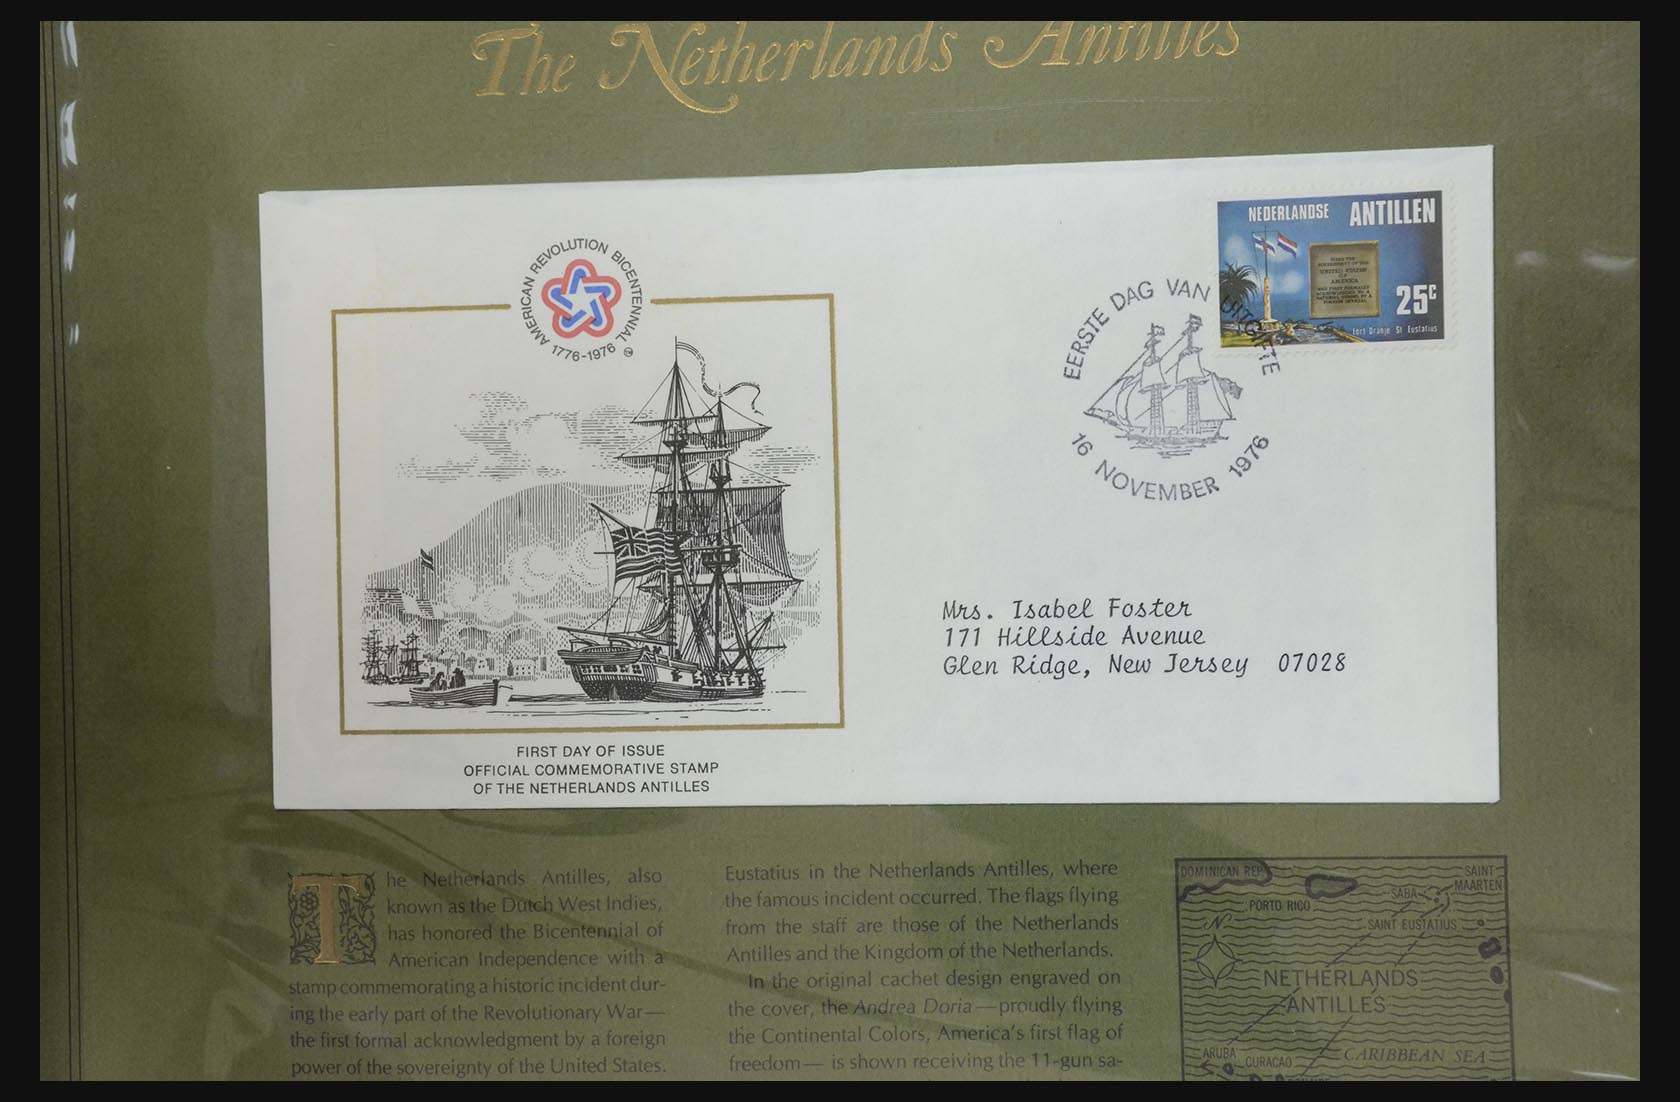 The Netherlands Antilles
AMERICAN REVOLUTION BICENTENNIAL
1776-1976
NEDERLANDSE ANTILLEN
UNITED STATES
OF
AMERICA
25c
Fort Oranje St Eustatius
EERSTE DAG VAN UITGIFTE
16 NOVEMBER 1976
Mrs. Isabel Foster
171 Hillside Avenue
Glen Ridge, New Jersey 07028
FIRST DAY OF ISSUE
OFFICIAL COMMEMORATIVE STAMP
OF THE NETHERLANDS ANTILLES
The Netherlands Antilles, also
known as the Dutch West Indies,
has honored the Bicentennial of
American Independence with a
stamp commemorating a historic incident dur-
ing the early part of the Revolutionary War—
the first formal acknowledgment by a foreign
power of the sovereignty of the United States.
Eustatius in the Netherlands Antilles, where
the famous incident occurred. The flags flying
from the staff are those of the Netherlands
Antilles and the Kingdom of the Netherlands.
In the original cachet design engraved on
the cover, the Andrea Doria—proudly flying
the Continental Colors, America's first flag of
freedom— is shown receiving the 11-gun sa-
DOMINICAN REP.
SAINT
MAARTEN
SABA
PORTO RICO
SAINT EUSTATIUS
N
NETHERLANDS
ANTILLES
ARUBA
CURACAO
CARIBBEAN SEA